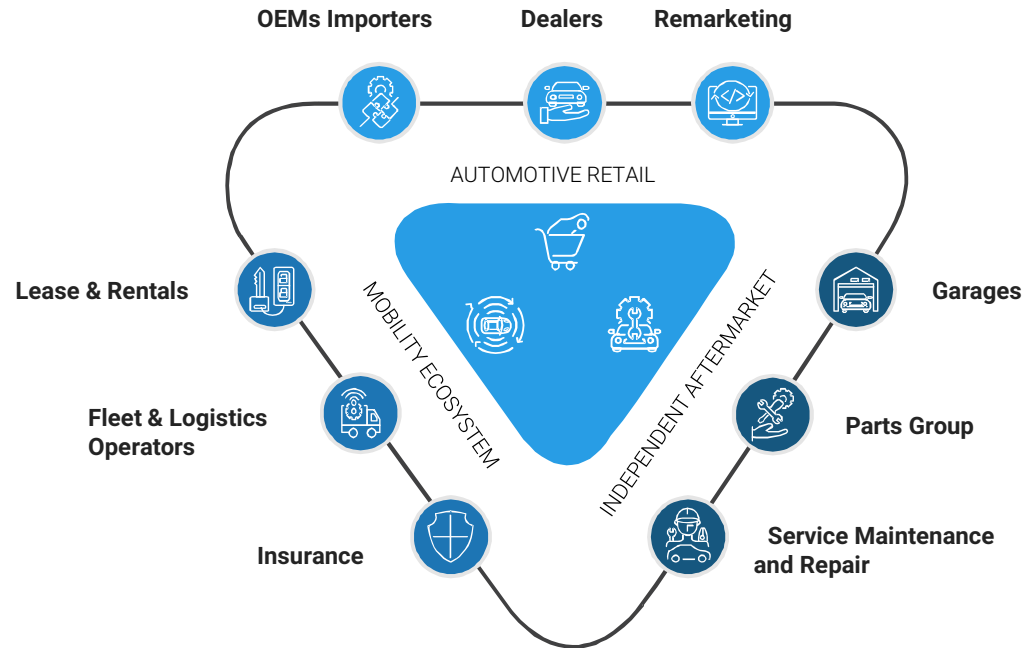 OEMs Importers
Dealers
Remarketing
AUTOMOTIVE RETAIL
Lease & Rentals
MOBILITY ECOSYSTEM
INDEPENDENT AFTERMARKET
Garages
Fleet & Logistics
Operators
Parts Group
Insurance
Service Maintenance
and Repair